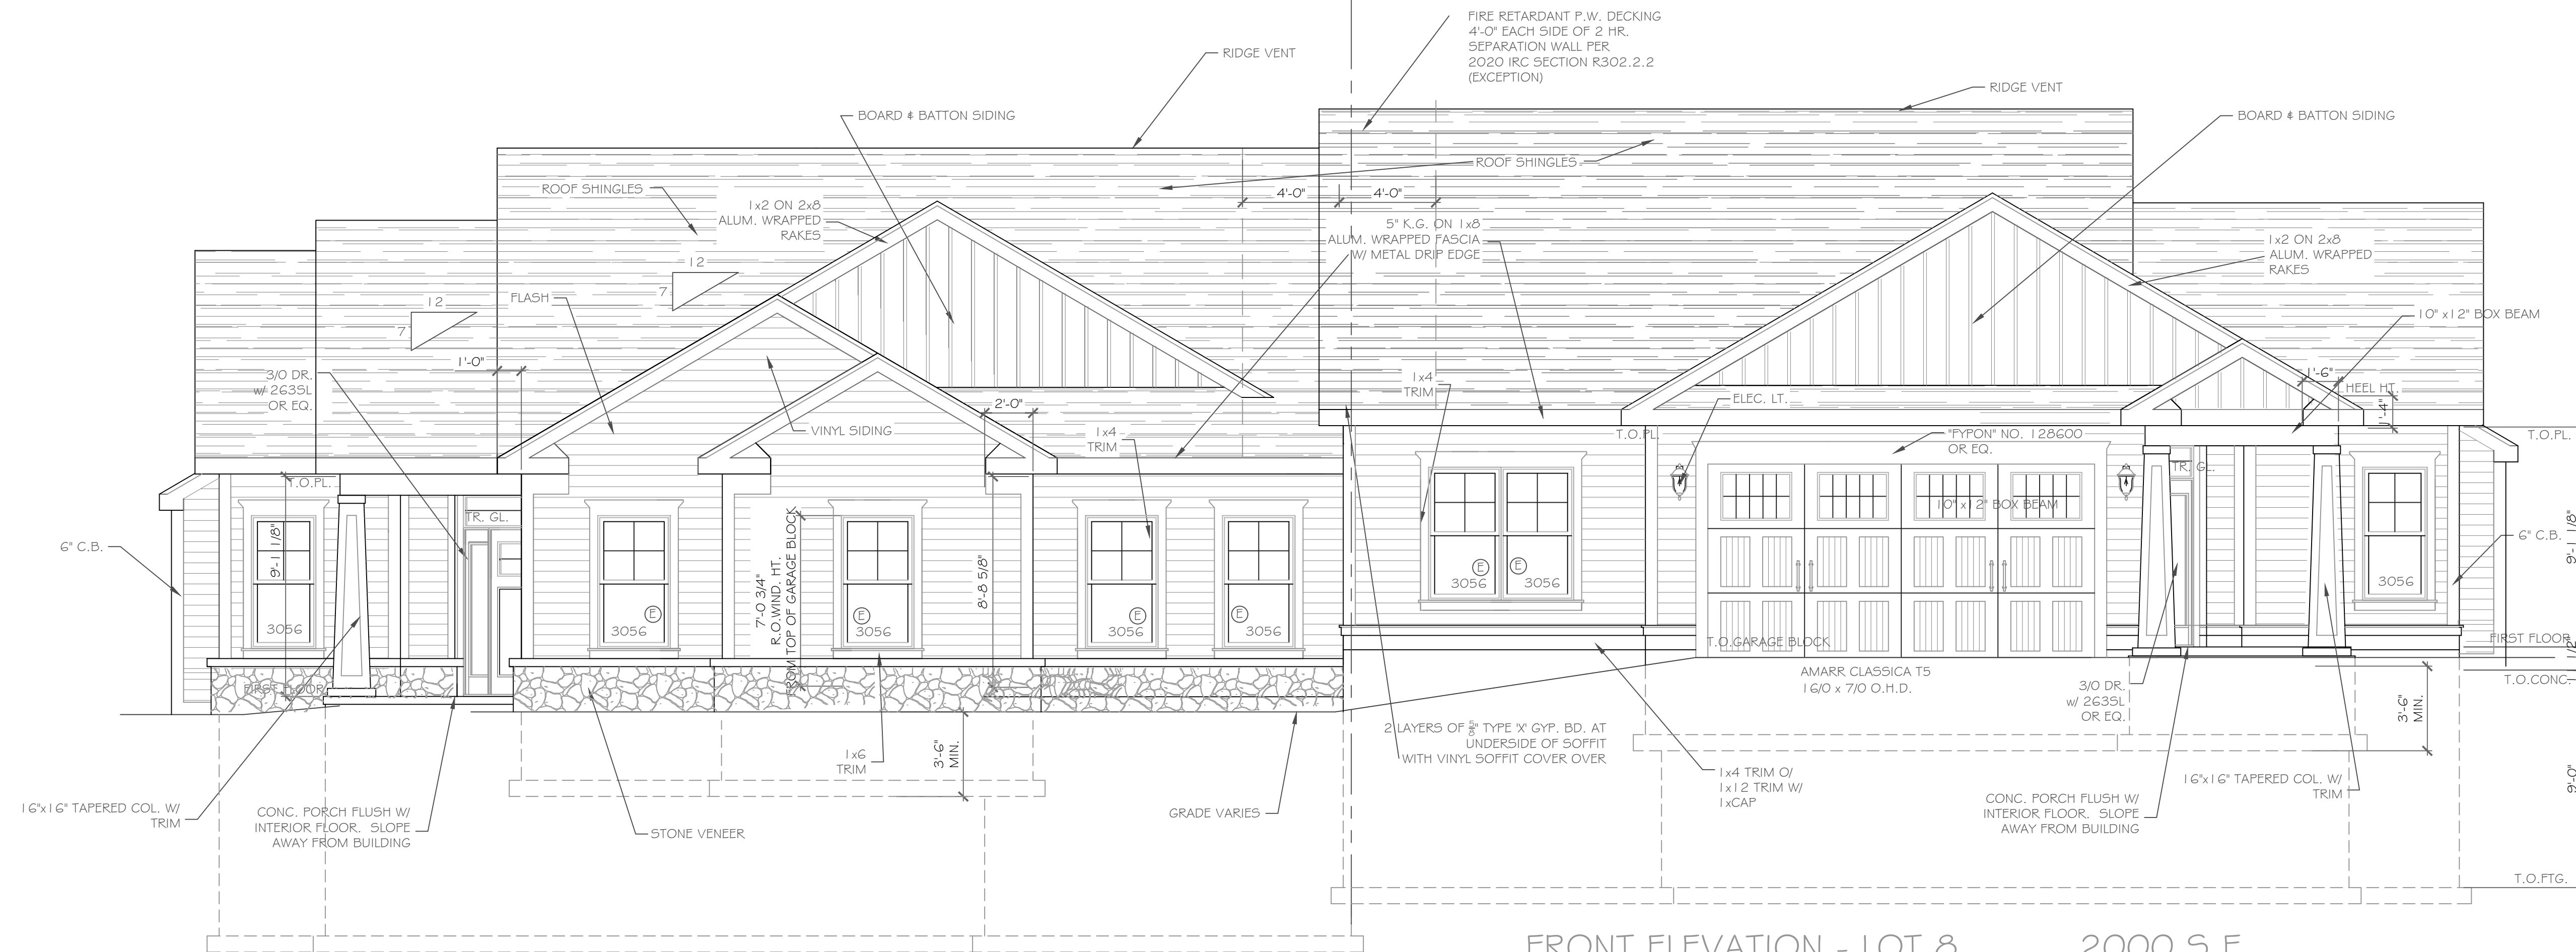 FIRE RETARDANT P.W. DECKING
4'-0" EACH SIDE OF 2 HR.
SEPARATION WALL PER
2020 IRC SECTION R302.2.2
(EXCEPTION)
RIDGE VENT
RIDGE VENT
BOARD & BATTON SIDING
BOARD & BATTON SIDING
ROOF SHINGLES
ROOF SHINGLES
4'-0"
4'-0"
1x2 ON 2x8
ALUM. WRAPPED
RAKES
5" K.G. ON 1x8
ALUM. WRAPPED FASCIA
W/ METAL DRIP EDGE
1x2 ON 2x8
ALUM. WRAPPED
RAKES
12
7
12
7
FLASH
10" x12" BOX BEAM
1'-0"
3/0 DR.
w/ 263SL
OR EQ.
1x4
TRIM
1'-6"
HEEL HT.
1'-4"
ELEC. LT.
2'-0"
VINYL SIDING
1x4
TRIM
T.O.PL.
"FYPON" NO. 128600
OR EQ.
T.O.PL.
T.O.PL.
TR. GL.
TR. GL.
10" x12" BOX BEAM
6" C.B.
6" C.B.
9'-1 1/8"
9'-1 1/8"
7'-0 3/4"
R.O.WIND. HT.
FROM TOP OF GARAGE BLOCK
8'-8 5/8"
E
3056
E
3056
3056
3056
E
3056
E
3056
E
3056
E
3056
T.O.GARAGE BLOCK
FIRST FLOOR
1/2"
FIRST FLOOR
AMARR CLASSICA T5
16/0 x 7/0 O.H.D.
T.O.CONC.
3/0 DR.
w/ 263SL
OR EQ.
3'-6"
MIN.
2 LAYERS OF 5/8" TYPE 'X' GYP. BD. AT
UNDERSIDE OF SOFFIT
WITH VINYL SOFFIT COVER OVER
1x6
TRIM
3'-6"
MIN.
1x4 TRIM O/
1x12 TRIM W/
1xCAP
16"x16" TAPERED COL. W/
TRIM
9'-0"
16"x16" TAPERED COL. W/
TRIM
CONC. PORCH FLUSH W/
INTERIOR FLOOR. SLOPE
AWAY FROM BUILDING
STONE VENEER
GRADE VARIES
CONC. PORCH FLUSH W/
INTERIOR FLOOR. SLOPE
AWAY FROM BUILDING
T.O.FTG.
FRONT ELEVATION - LOT 8
2000 S.F.